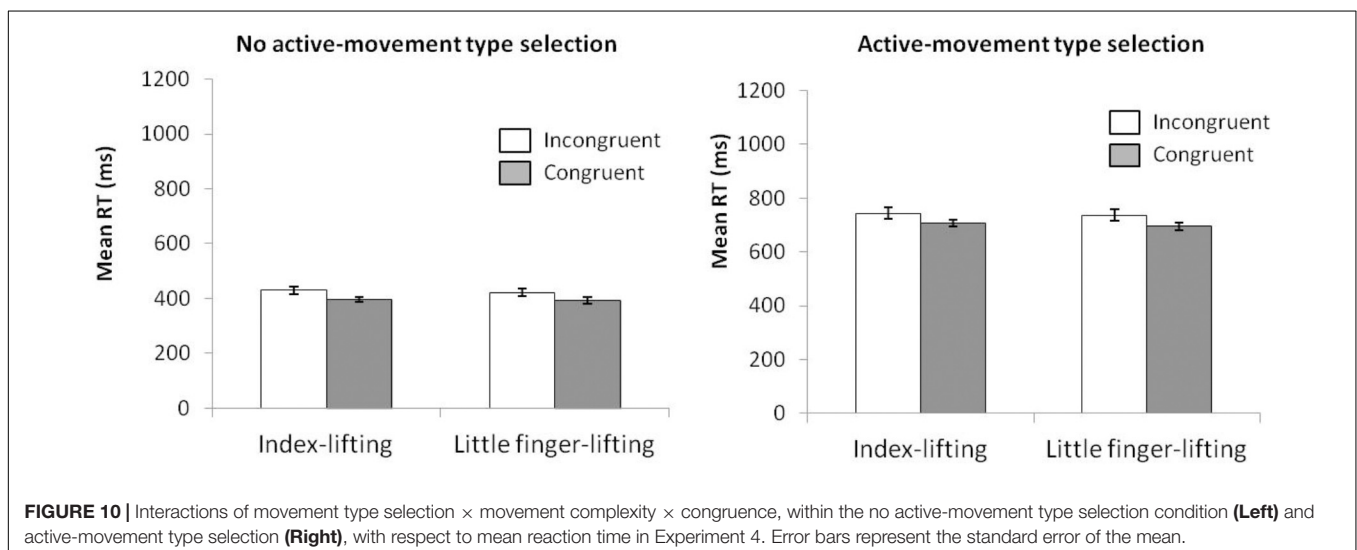 No active-movement type selection
1200
1000
800
600
400
200
0
Mean RT (ms)
Incongruent
Congruent
Index-lifting
Little finger-lifting
Active-movement type selection
1200
1000
800
600
400
200
0
Mean RT (ms)
Incongruent
Congruent
Index-lifting
Little finger-lifting
FIGURE 10 | Interactions of movement type selection × movement complexity × congruence, within the no active-movement type selection condition (Left) and
active-movement type selection (Right), with respect to mean reaction time in Experiment 4. Error bars represent the standard error of the mean.